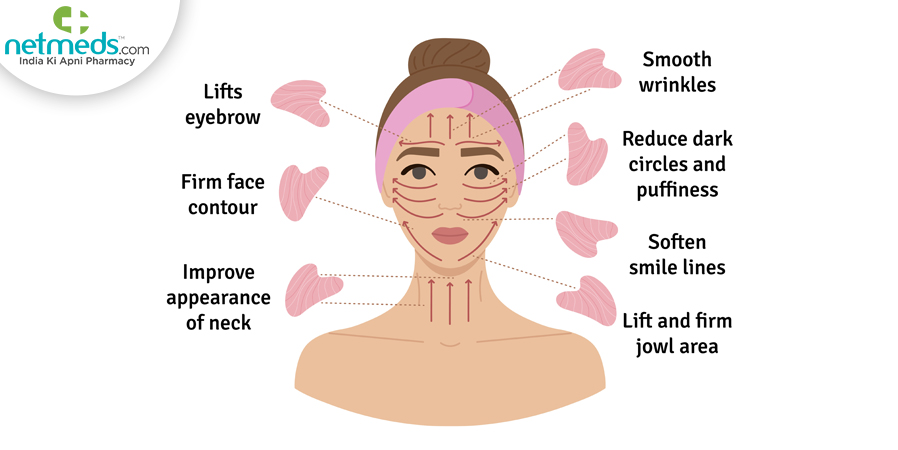 netmeds.com™
India Ki Apni Pharmacy
Lifts
eyebrow
Firm face
contour
Improve
appearance
of neck
Smooth
wrinkles
Reduce dark
circles and
puffiness
Soften
smile lines
Lift and firm
jowl area